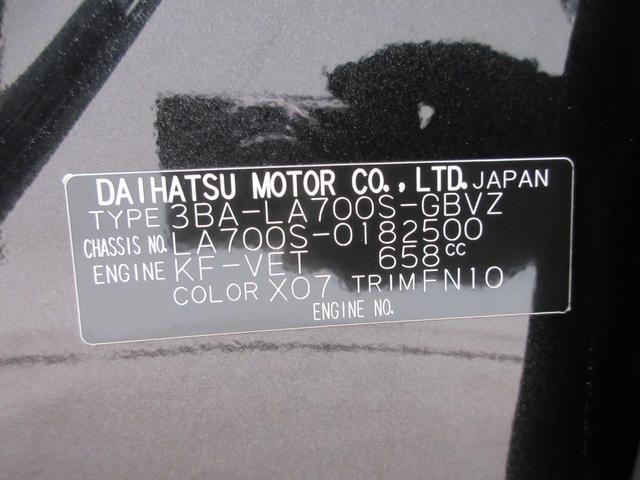 DAIHATSU MOTOR CO., LTD. JAPAN
TYPE 3BA-LA700S-GBVZ
CHASSIS NO. LA700S-0182500
ENGINE KF-VET 658cc
COLOR X07 TRIM FN10
ENGINE NO.